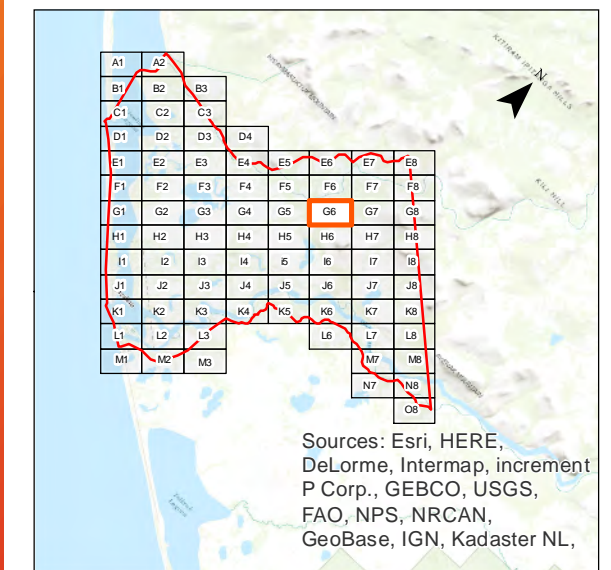 KITIRAM IPIT NGA HILLS
N
A1 A2
B1 B2 B3
C1 C2 C3
D1 D2 D3 D4
KILL HILL
E1 E2 E3 E4 E5 E6 E7 E8
F1 F2 F3 F4 F5 F6 F7 F8
G1 G2 G3 G4 G5 G6 G7 G8
H1 H2 H3 H4 H5 H6 H7 H8
I1 I2 I3 I4 I5 I6 I7 I8
J1 J2 J3 J4 J5 J6 J7 J8
K1 K2 K3 K4 K5 K6 K7 K8
L1 L2 L3 L6 L7 L8
M1 M2 M3 M7 M8
N7 N8
O8
Sources: Esri, HERE,
DeLorme, Intermap, increment
P Corp., GEBCO, USGS,
FAO, NPS, NRCAN,
GeoBase, IGN, Kadaster NL,